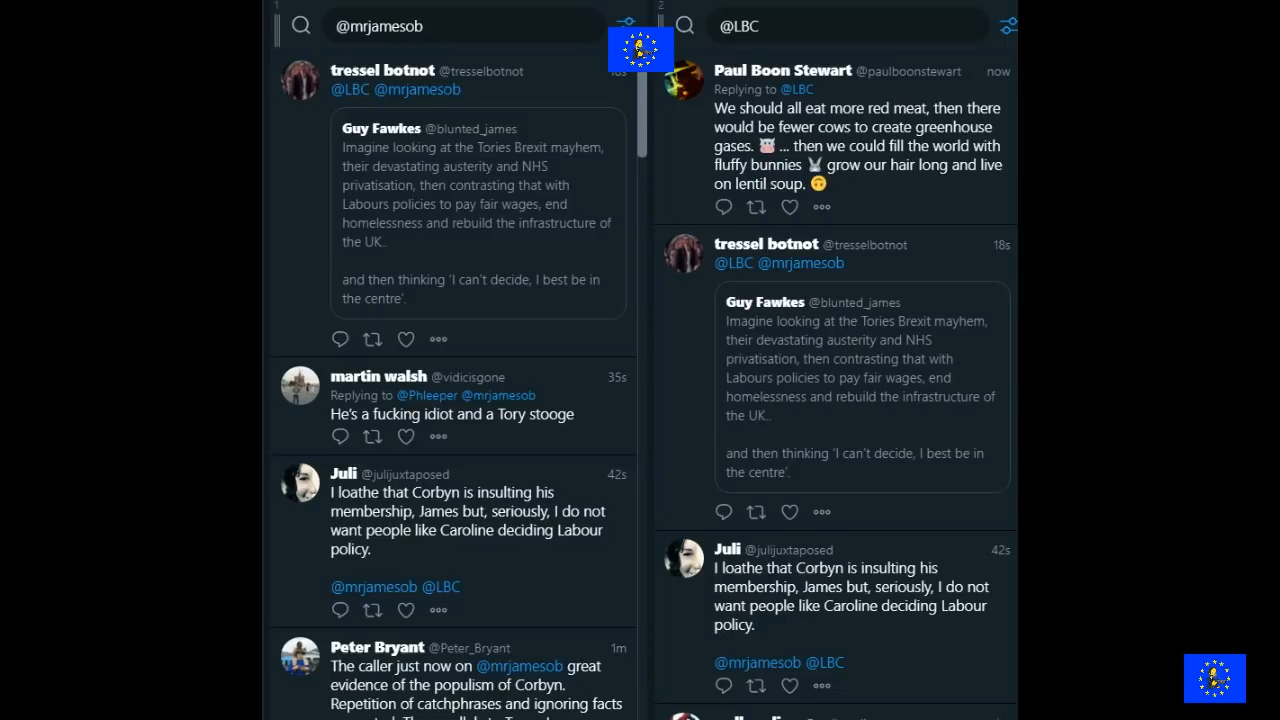 1
@mrjamesob
tressel botnot @tresselbotnot
@LBC @mrjamesob
Guy Fawkes @blunted_james
Imagine looking at the Tories Brexit mayhem,
their devastating austerity and NHS
privatisation, then contrasting that with
Labours policies to pay fair wages, end
homelessness and rebuild the infrastructure of
the UK..
and then thinking 'I can't decide, I best be in
the centre'.
martin walsh @vidicisgone 35s
Replying to @Phleeper @mrjamesob
He's a fucking idiot and a Tory stooge
Juli @julijuxtaposed 42s
I loathe that Corbyn is insulting his
membership, James but, seriously, I do not
want people like Caroline deciding Labour
policy.
@mrjamesob @LBC
Peter Bryant @Peter_Bryant 1m
The caller just now on @mrjamesob great
evidence of the populism of Corbyn.
Repetition of catchphrases and ignoring facts
2
@LBC
Paul Boon Stewart @paulboonstewart now
Replying to @LBC
We should all eat more red meat, then there
would be fewer cows to create greenhouse
gases. 🐮 ... then we could fill the world with
fluffy bunnies 🐰 grow our hair long and live
on lentil soup. 🙃
tressel botnot @tresselbotnot 18s
@LBC @mrjamesob
Guy Fawkes @blunted_james
Imagine looking at the Tories Brexit mayhem,
their devastating austerity and NHS
privatisation, then contrasting that with
Labours policies to pay fair wages, end
homelessness and rebuild the infrastructure of
the UK..
and then thinking 'I can't decide, I best be in
the centre'.
Juli @julijuxtaposed 42s
I loathe that Corbyn is insulting his
membership, James but, seriously, I do not
want people like Caroline deciding Labour
policy.
@mrjamesob @LBC